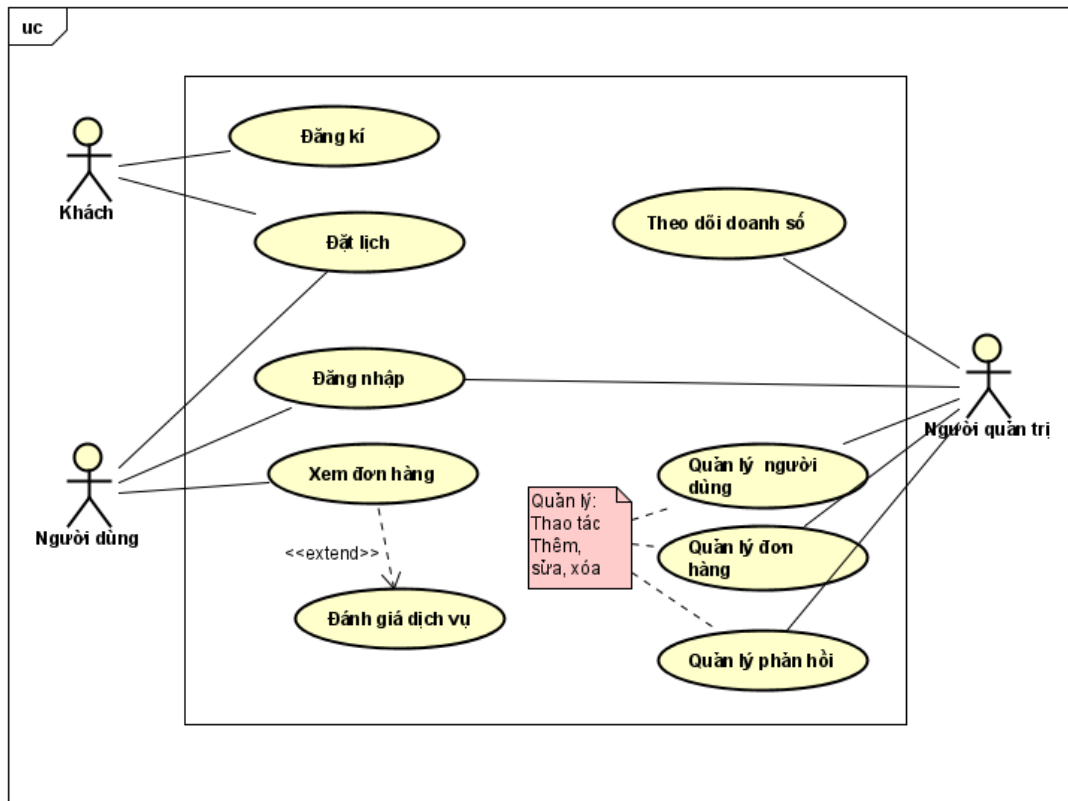 uc
Đăng kí
Khách
Đặt lịch
Theo dõi doanh số
Đăng nhập
Người quản trị
Xem đơn hàng
Người dùng
Quản lý người
dùng
Quản lý:
Thao tác
Thêm,
sửa, xóa
Quản lý đơn
hàng
<<extend>>
Đánh giá dịch vụ
Quản lý phản hồi